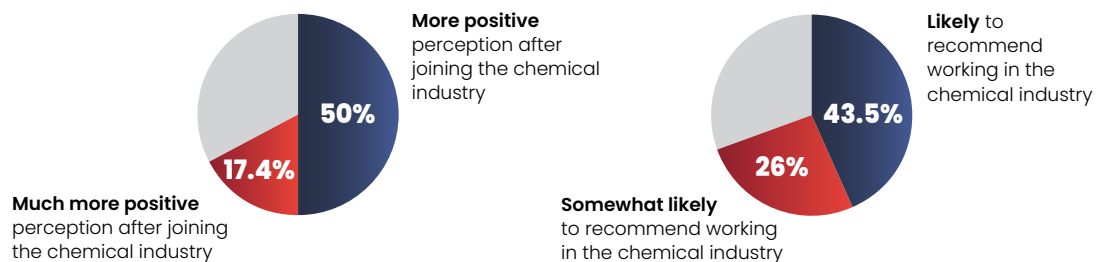 More positive
perception after
joining the chemical
industry
50%
17.4%
Much more positive
perception after joining
the chemical industry
Likely to
recommend
working in the
chemical industry
43.5%
26%
Somewhat likely
to recommend working
in the chemical industry